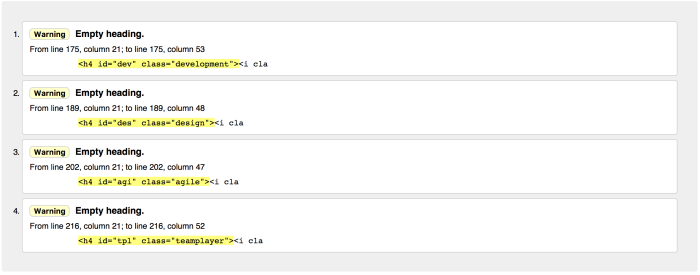 1. Warning Empty heading.
From line 175, column 21; to line 175, column 53
<h4 id="dev" class="development"><i cla
2. Warning Empty heading.
From line 189, column 21; to line 189, column 48
<h4 id="des" class="design"><i cla
3. Warning Empty heading.
From line 202, column 21; to line 202, column 47
<h4 id="agi" class="agile"><i cla
4. Warning Empty heading.
From line 216, column 21; to line 216, column 52
<h4 id="tpl" class="teamplayer"><i cla